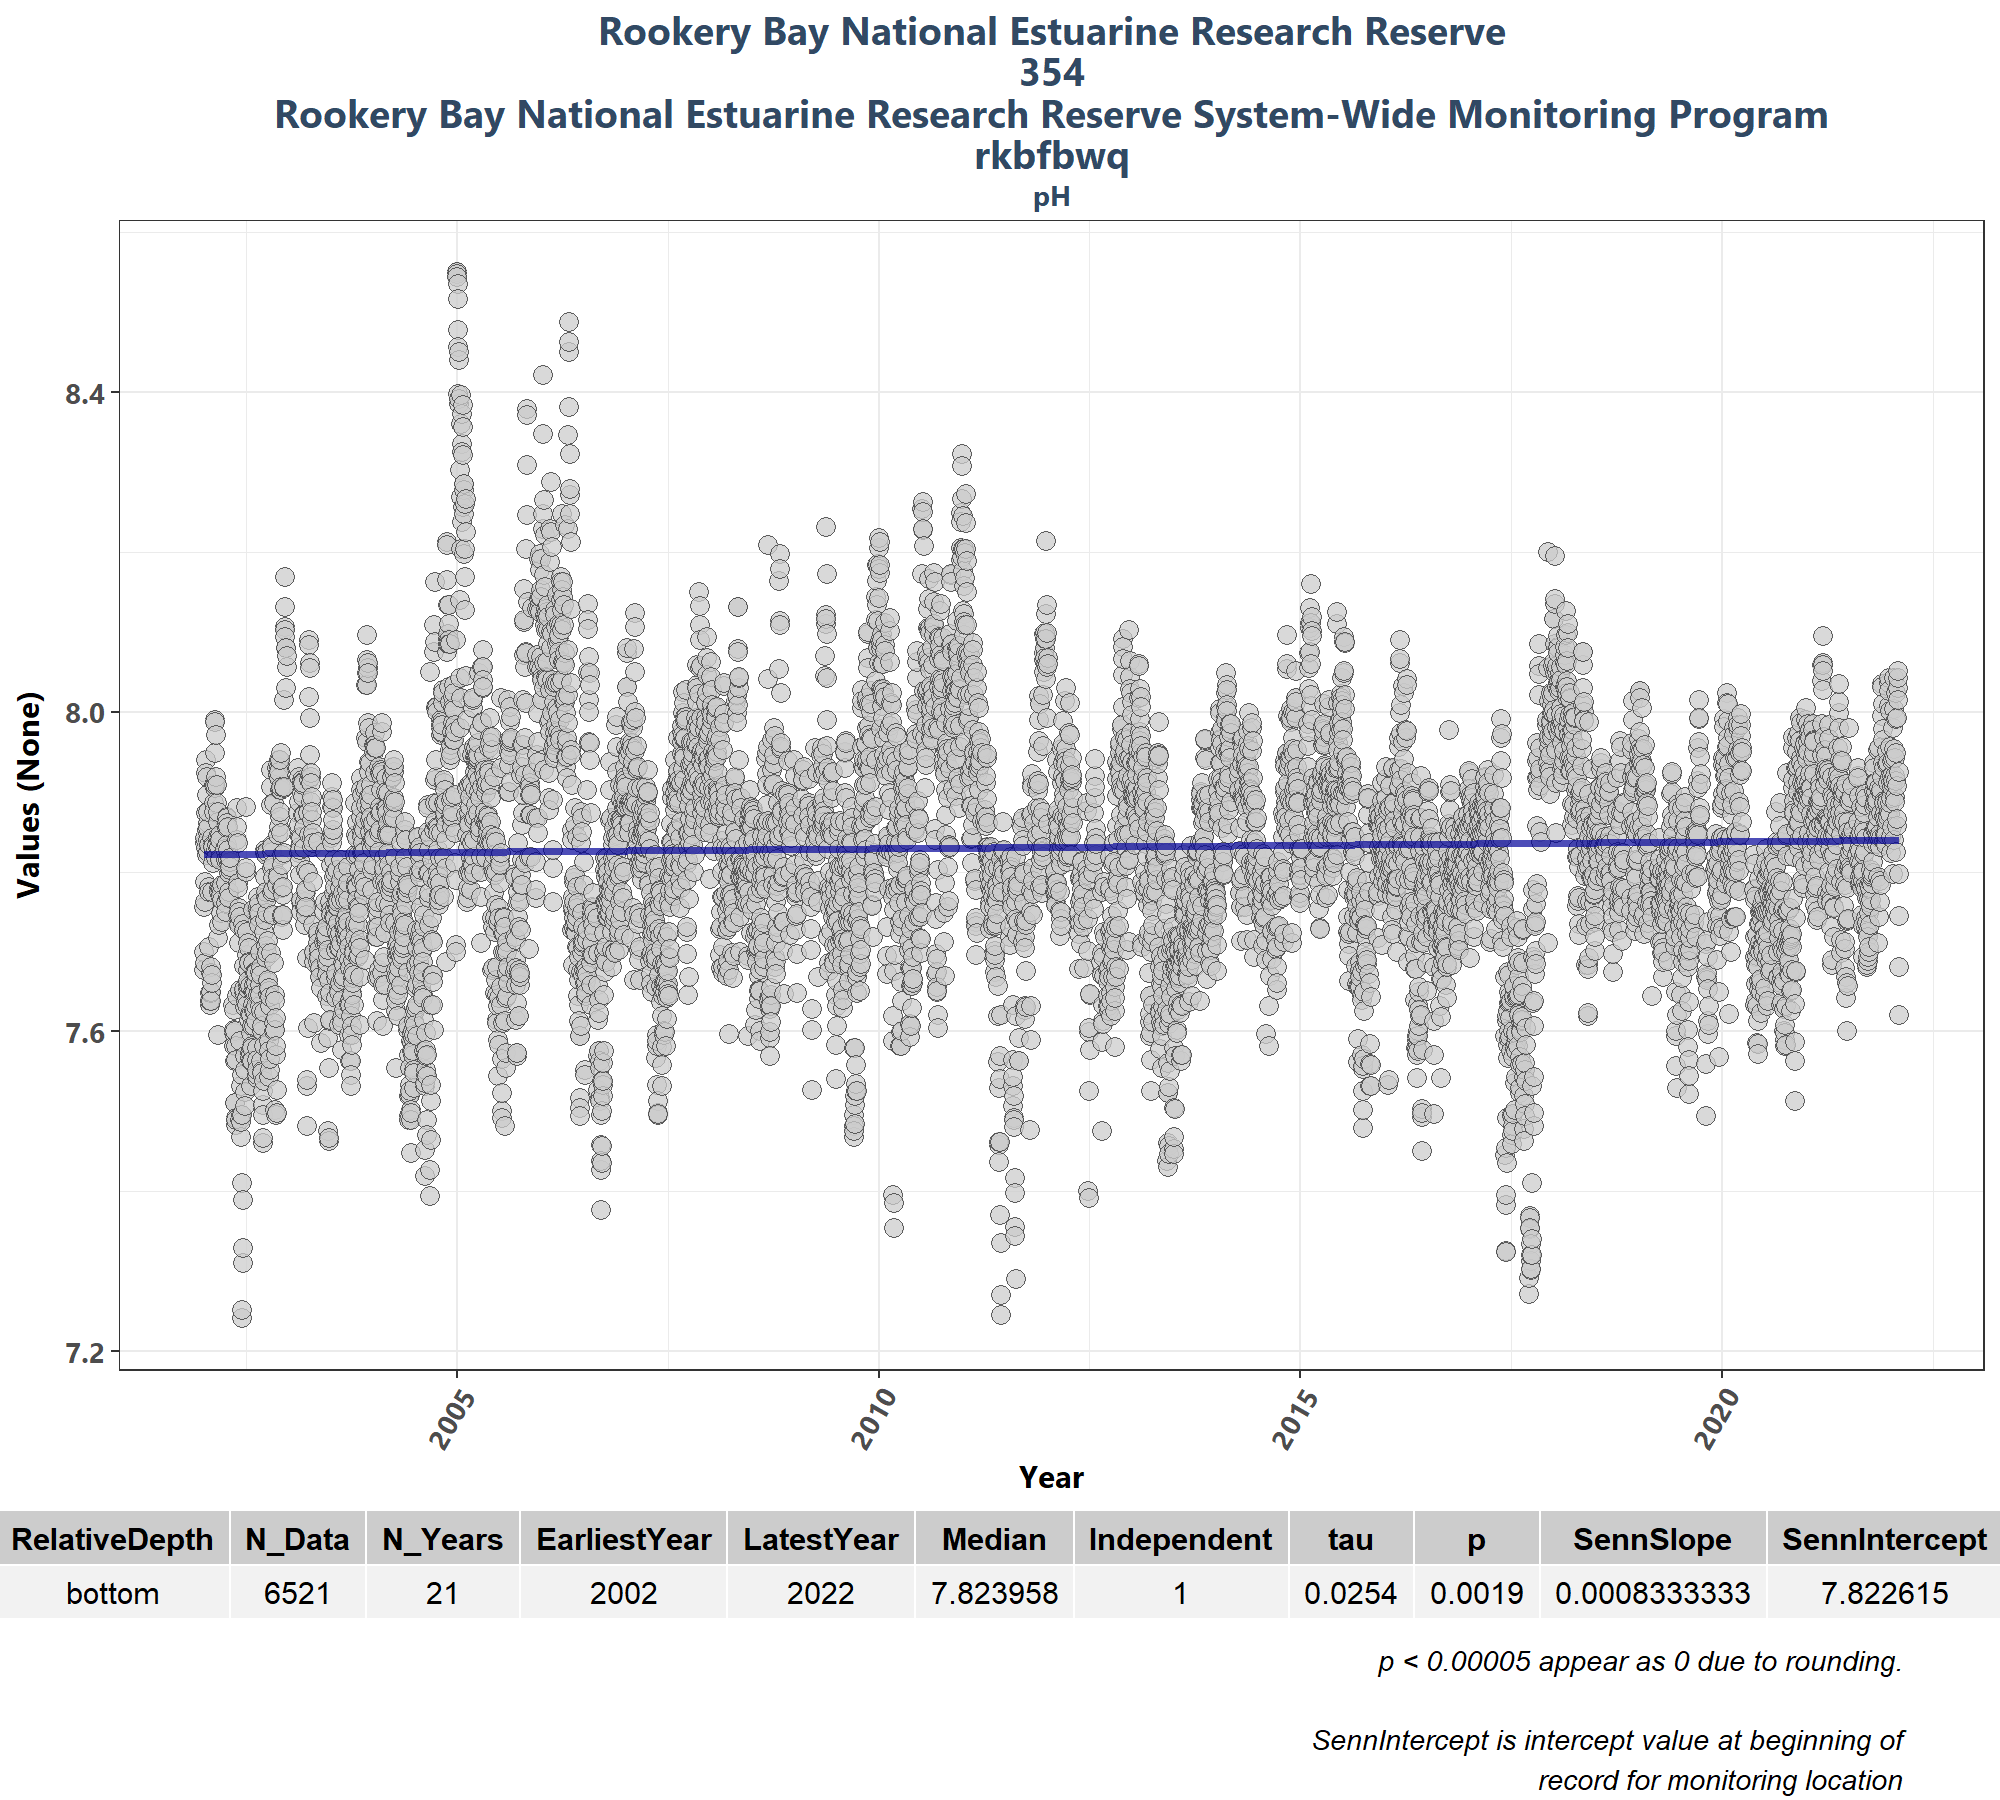 Rookery Bay National Estuarine Research Reserve
354
Rookery Bay National Estuarine Research Reserve System-Wide Monitoring Program
rkbfbwq
pH
Values (None)
8.4
8.0
7.6
7.2
2005 2010 2015 2020
Year
RelativeDepth N_Data N_Years EarliestYear LatestYear Median Independent tau p SennSlope SennIntercept
bottom 6521 21 2002 2022 7.823958 1 0.0254 0.0019 0.0008333333 7.822615
p < 0.00005 appear as 0 due to rounding.
SennIntercept is intercept value at beginning of
record for monitoring location